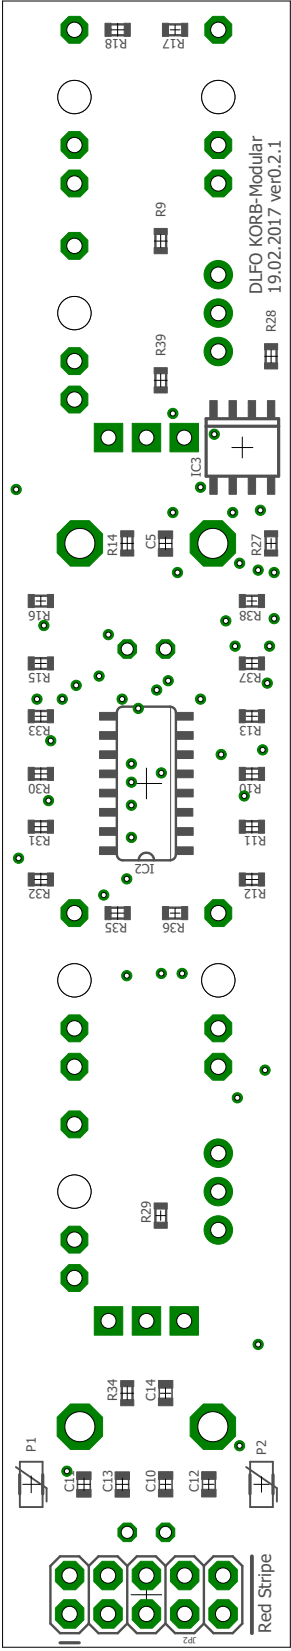 R18
R17
R9
DLFO KORB-Modular
19.02.2017 ver0.2.1
R28
R39
IC3
R14
C5
R27
R16
R38
R15
R37
R33
R13
R30
R10
R31
R11
R32
R12
IC2
R35
R36
R29
R34
C14
P1
P2
C11
C13
C10
C12
JP2
Red Stripe